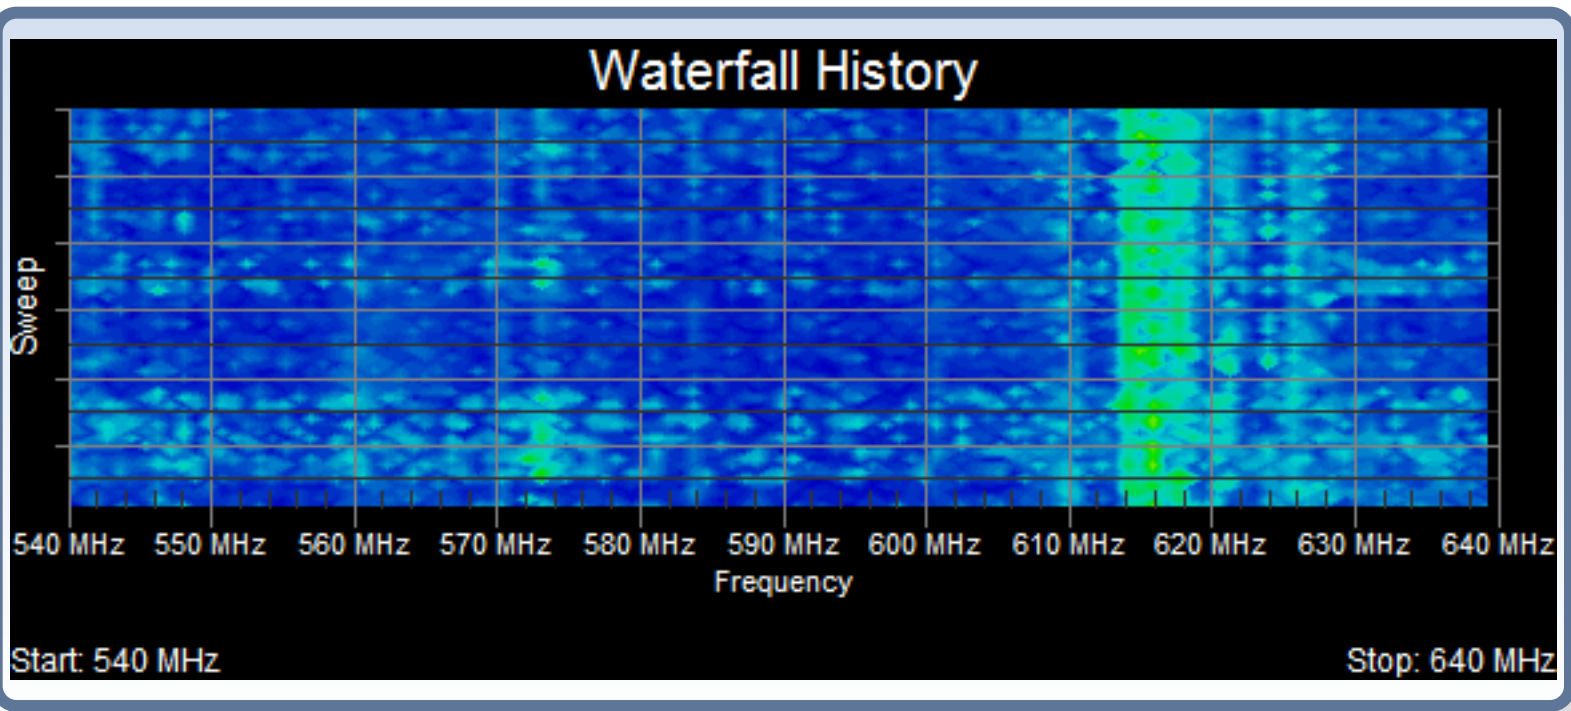 Waterfall History
Sweep
540 MHz 550 MHz 560 MHz 570 MHz 580 MHz 590 MHz 600 MHz 610 MHz 620 MHz 630 MHz 640 MHz
Frequency
Start: 540 MHz Stop: 640 MHz